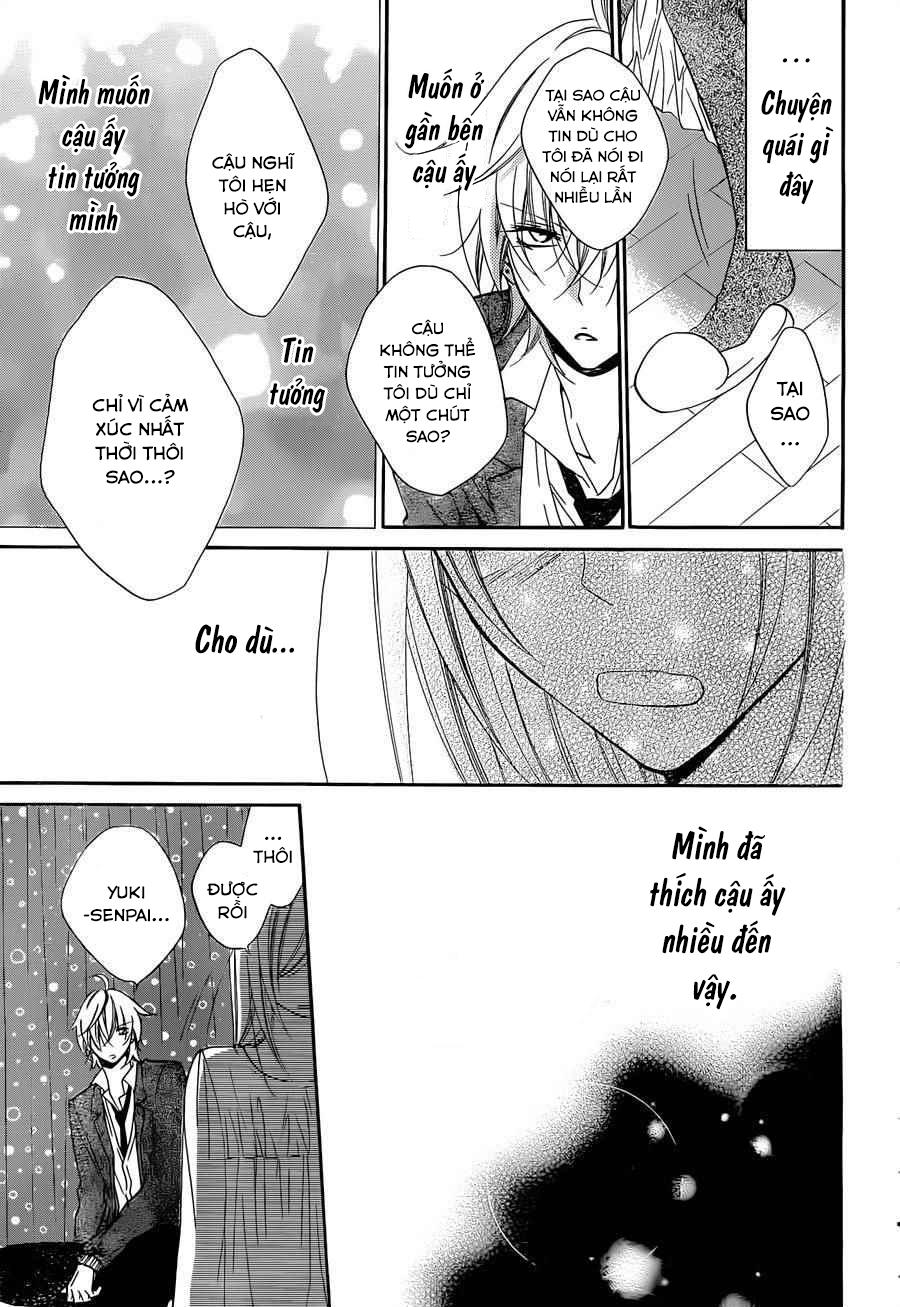 ...
Chuyện
quái gì
đây
TẠI
SAO
...
TẠI SAO CẬU
VẪN KHÔNG
TIN DÙ CHO
TÔI ĐÃ NÓI ĐI
NÓI LẠI RẤT
NHIỀU LẦN
Muốn ở
gần bên
cậu ấy
CẬU
KHÔNG THỂ
TIN TƯỞNG
TÔI DÙ CHỈ
MỘT CHÚT
SAO?
CẬU NGHĨ
TÔI HẸN
HÒ VỚI
CẬU,
Tin
tưởng
Mình muốn
cậu ấy
tin tưởng
mình
CHỈ VÌ CẢM
XÚC NHẤT
THỜI THÔI
SAO...?
Cho dù...
Mình đã
thích cậu ấy
nhiều đến
vậy.
...
THÔI
ĐƯỢC
RỒI
YUKI
-SENPAI...